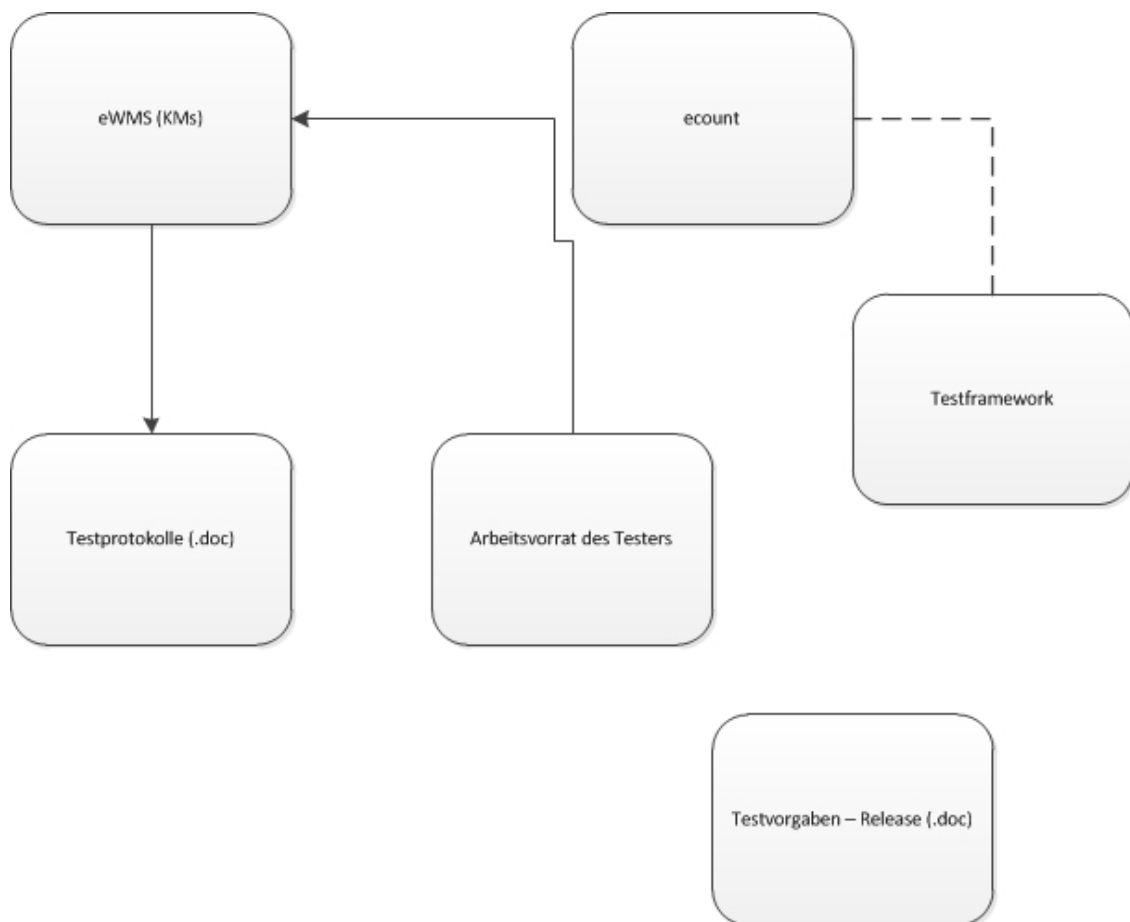 eWMS (KMs)
ecount
Testframework
Testprotokolle (.doc)
Arbeitsvorrat des Testers
Testvorgaben – Release (.doc)